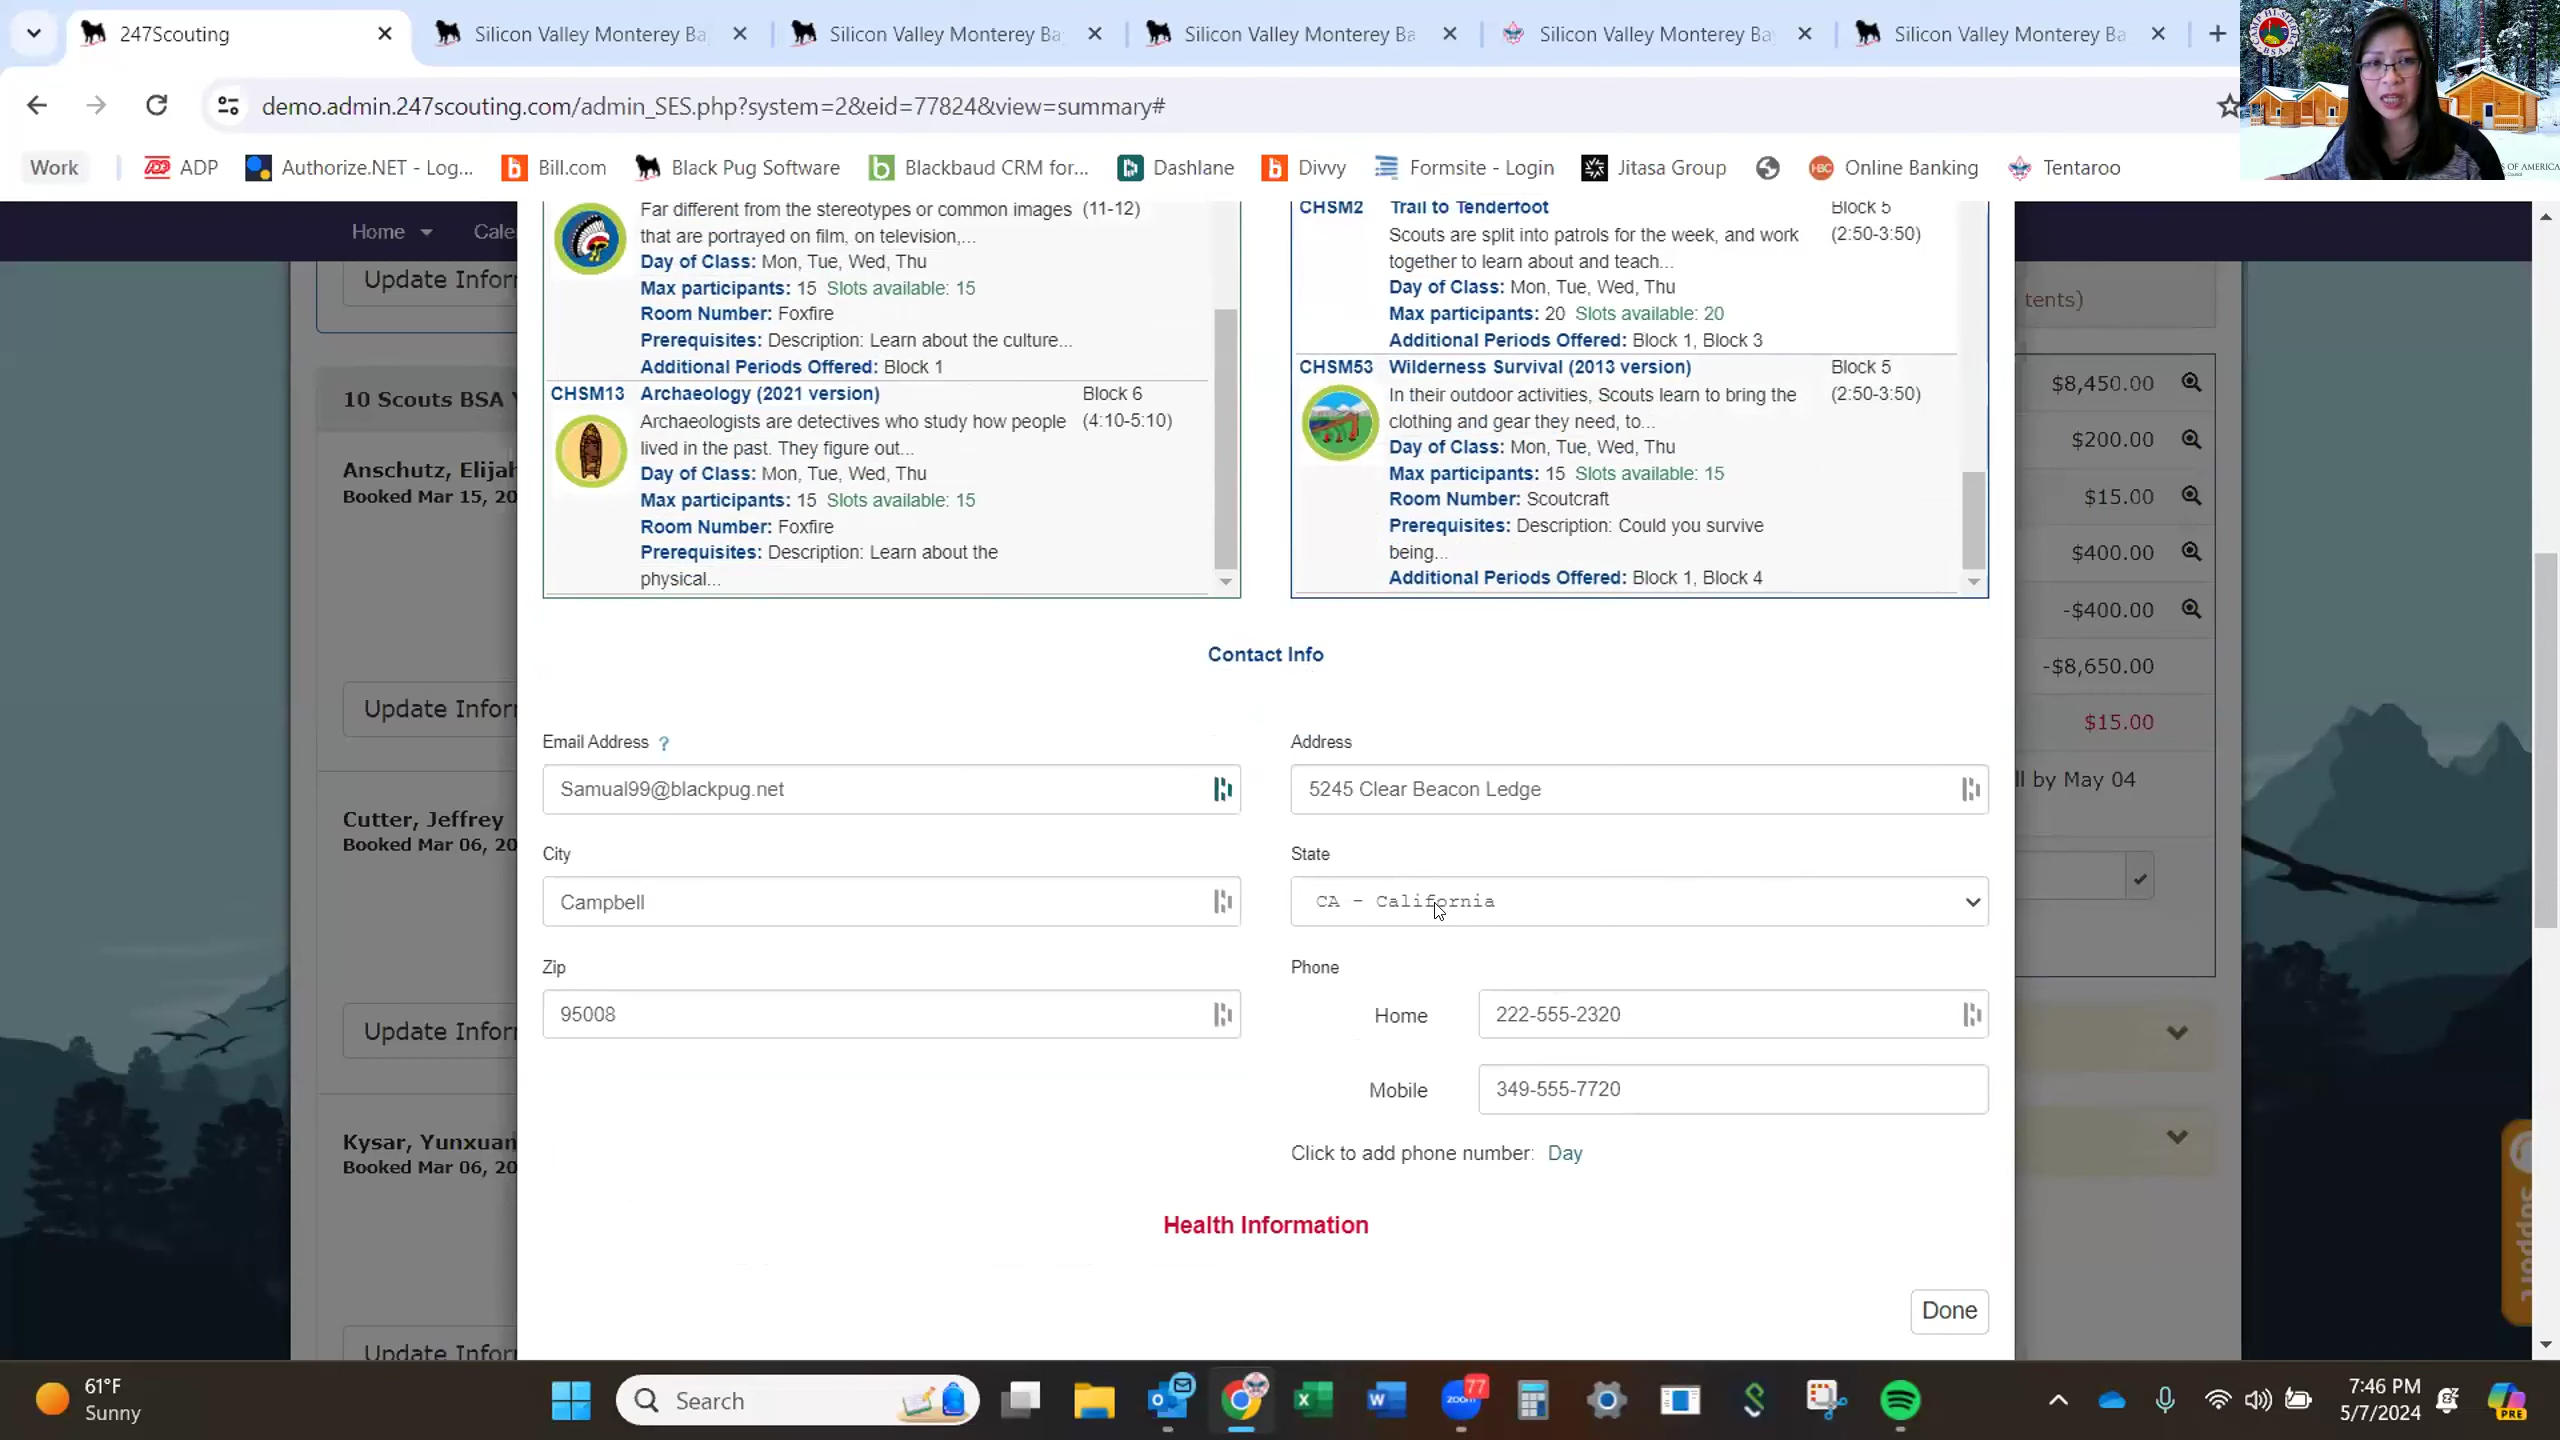 247Scouting
Silicon Valley Monterey Ba
Silicon Valley Monterey Ba
Silicon Valley Monterey Ba
Silicon Valley Monterey Ba
Silicon Valley Monterey Ba
demo.admin.247scouting.com/admin_SES.php?system=2&eid=77824&view=summary#
Work
ADP
Authorize.NET - Log...
Bill.com
Black Pug Software
Blackbaud CRM for...
Dashlane
Divvy
Formsite - Login
Jitasa Group
Online Banking
Tentaroo
S OF AMERICA
Home
Cale
Update Inforr
10 Scouts BSA Y
Anschutz, Elijah
Booked Mar 15, 20
Update Inforr
Cutter, Jeffrey
Booked Mar 06, 20
Update Inforr
Kysar, Yunxuan
Booked Mar 06, 20
Update Inforr
Far different from the stereotypes or common images (11-12)
that are portrayed on film, on television,...
Day of Class: Mon, Tue, Wed, Thu
Max participants: 15 Slots available: 15
Room Number: Foxfire
Prerequisites: Description: Learn about the culture...
Additional Periods Offered: Block 1
CHSM13 Archaeology (2021 version) Block 6
Archaeologists are detectives who study how people (4:10-5:10)
lived in the past. They figure out...
Day of Class: Mon, Tue, Wed, Thu
Max participants: 15 Slots available: 15
Room Number: Foxfire
Prerequisites: Description: Learn about the
physical...
CHSM2 Trail to Tenderfoot Block 5
Scouts are split into patrols for the week, and work (2:50-3:50)
together to learn about and teach...
Day of Class: Mon, Tue, Wed, Thu
Max participants: 20 Slots available: 20
Additional Periods Offered: Block 1, Block 3
CHSM53 Wilderness Survival (2013 version) Block 5
In their outdoor activities, Scouts learn to bring the (2:50-3:50)
clothing and gear they need, to...
Day of Class: Mon, Tue, Wed, Thu
Max participants: 15 Slots available: 15
Room Number: Scoutcraft
Prerequisites: Description: Could you survive
being...
Additional Periods Offered: Block 1, Block 4
tents)
$8,450.00
$200.00
$15.00
$400.00
-$400.00
-$8,650.00
$15.00
ll by May 04
Contact Info
Email Address ?
Samual99@blackpug.net
Address
5245 Clear Beacon Ledge
City
Campbell
State
CA - California
Zip
95008
Phone
Home 222-555-2320
Mobile 349-555-7720
Click to add phone number: Day
Health Information
Done
Support
61°F
Sunny
Search
77
zoom
7:46 PM
5/7/2024
PRE